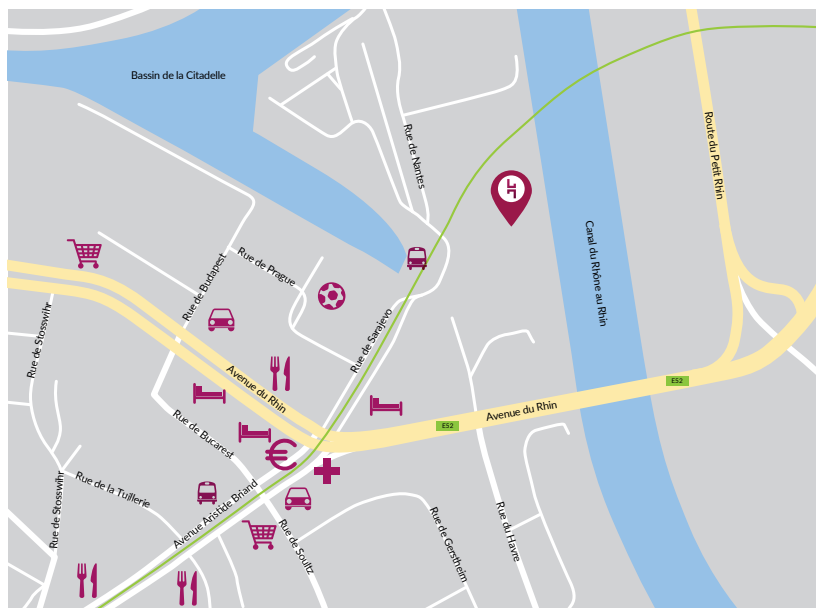 Bassin de la Citadelle
Rue de Nantes
Route du Petit Rhin
Canal du Rhône au Rhin
Rue de Budapest
Rue de Prague
Rue de Stosswihr
Rue de Sarajevo
Avenue du Rhin
E52
E52
Avenue du Rhin
Rue de Bucarest
Rue de la Tuillerie
Rue de Stosswihr
Avenue Aristide Briand
Rue de Soultz
Rue de Gerstheim
Rue du Havre